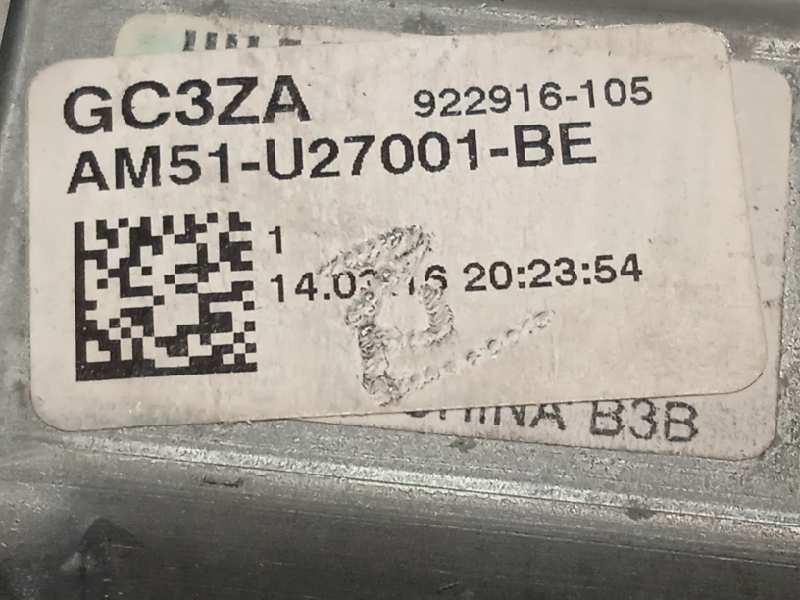 GC3ZA 922916-105
AM51-U27001-BE
1
20:23:54
B3B